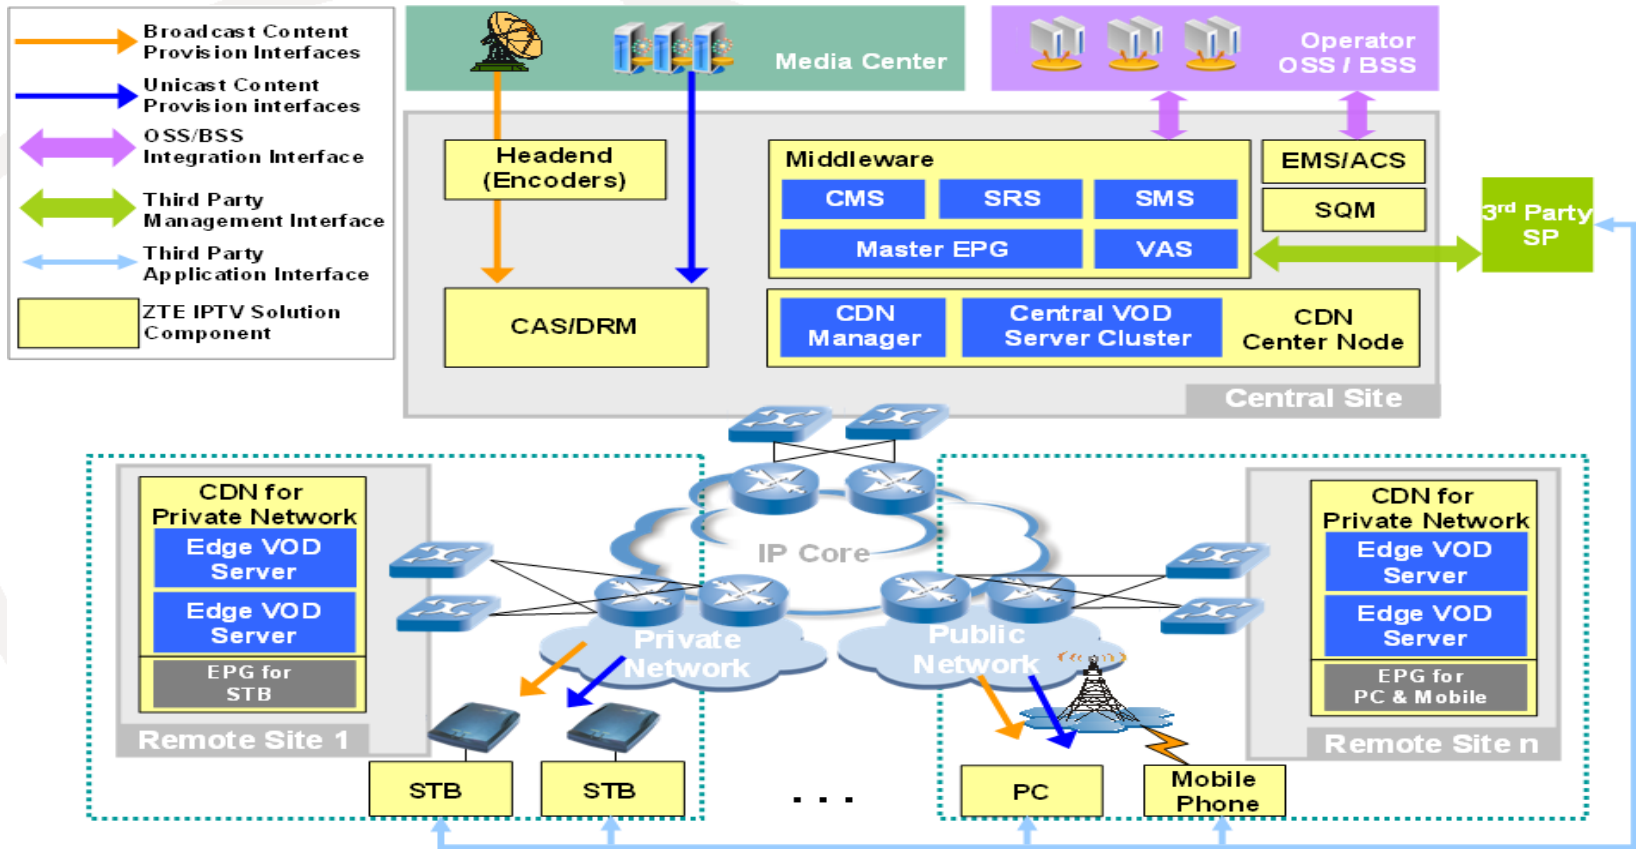 Broadcast Content
Provision Interfaces
Unicast Content
Provision interfaces
OSS/BSS
Integration Interface
Third Party
Management Interface
Third Party
Application Interface
ZTE IPTV Solution
Component
Media Center
Operator
OSS / BSS
Headend
(Encoders)
CAS/DRM
Middleware
CMS
SRS
SMS
Master EPG
VAS
EMS/ACS
SQM
3rd Party
SP
CDN
Manager
Central VOD
Server Cluster
CDN
Center Node
Central Site
CDN for
Private Network
Edge VOD
Server
Edge VOD
Server
EPG for
STB
Remote Site 1
IP Core
Private
Network
Public
Network
CDN for
Private Network
Edge VOD
Server
Edge VOD
Server
EPG for
PC & Mobile
Remote Site n
STB
STB
. . .
PC
Mobile
Phone